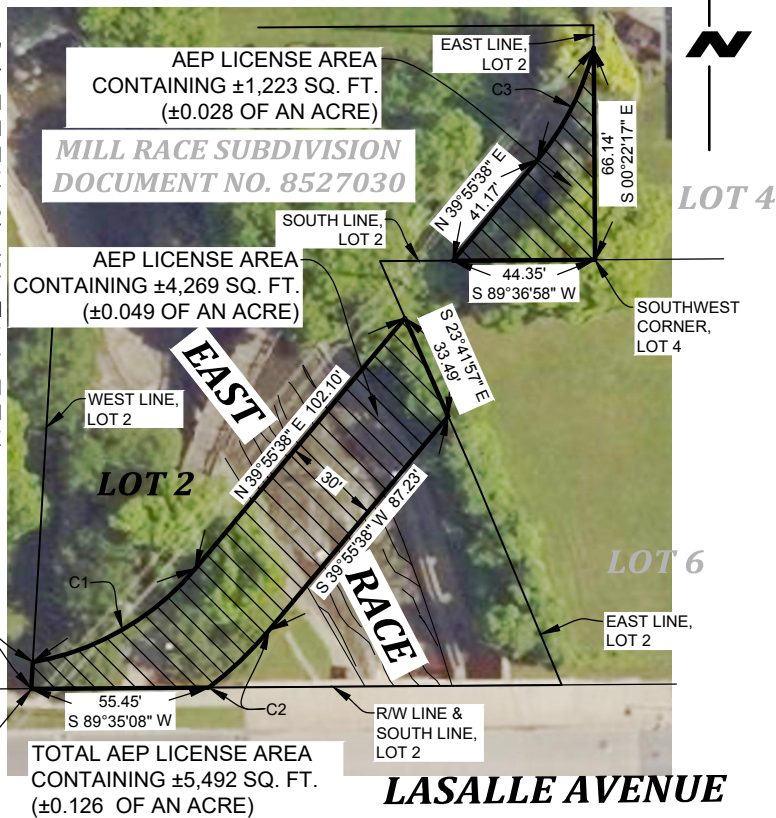 N
EAST LINE,
LOT 2
AEP LICENSE AREA
CONTAINING ±1,223 SQ. FT.
(±0.028 OF AN ACRE)
C3
66.14'
S 00°22'17" E
MILL RACE SUBDIVISION
DOCUMENT NO. 8527030
N 39°55'38" E
41.17'
LOT 4
SOUTH LINE,
LOT 2
AEP LICENSE AREA
CONTAINING ±4,269 SQ. FT.
(±0.049 OF AN ACRE)
44.35'
S 89°36'58" W
SOUTHWEST
CORNER,
LOT 4
S 23°41'57" E
33.49'
EAST
WEST LINE,
LOT 2
N 39°55'38" E 102.10'
LOT 2
30'
S 39°55'38" W 87.23'
RACE
LOT 6
C1
EAST LINE,
LOT 2
55.45'
S 89°35'08" W
C2
R/W LINE &
SOUTH LINE,
LOT 2
TOTAL AEP LICENSE AREA
CONTAINING ±5,492 SQ. FT.
(±0.126 OF AN ACRE)
LASALLE AVENUE